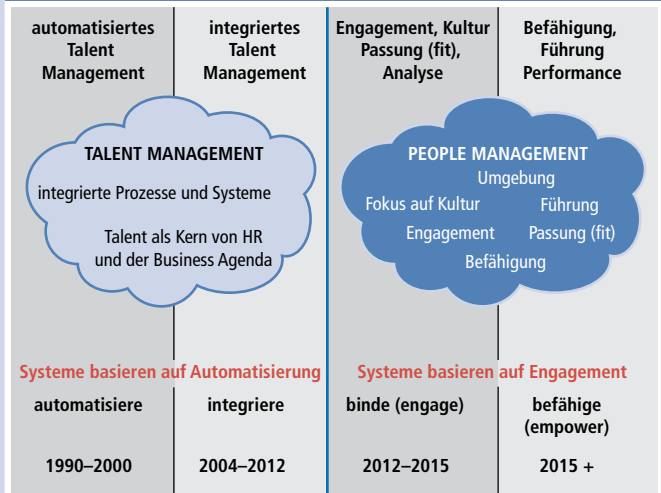 automatisiertes
Talent
Management
integriertes
Talent
Management
Engagement, Kultur
Passung (fit),
Analyse
Befähigung,
Führung
Performance
TALENT MANAGEMENT
integrierte Prozesse und Systeme
Talent als Kern von HR
und der Business Agenda
PEOPLE MANAGEMENT
Umgebung
Fokus auf Kultur Führung
Engagement Passung (fit)
Befähigung
Systeme basieren auf Automatisierung
Systeme basieren auf Engagement
automatisiere
integriere
binde (engage)
befähige
(empower)
1990–2000
2004–2012
2012–2015
2015 +